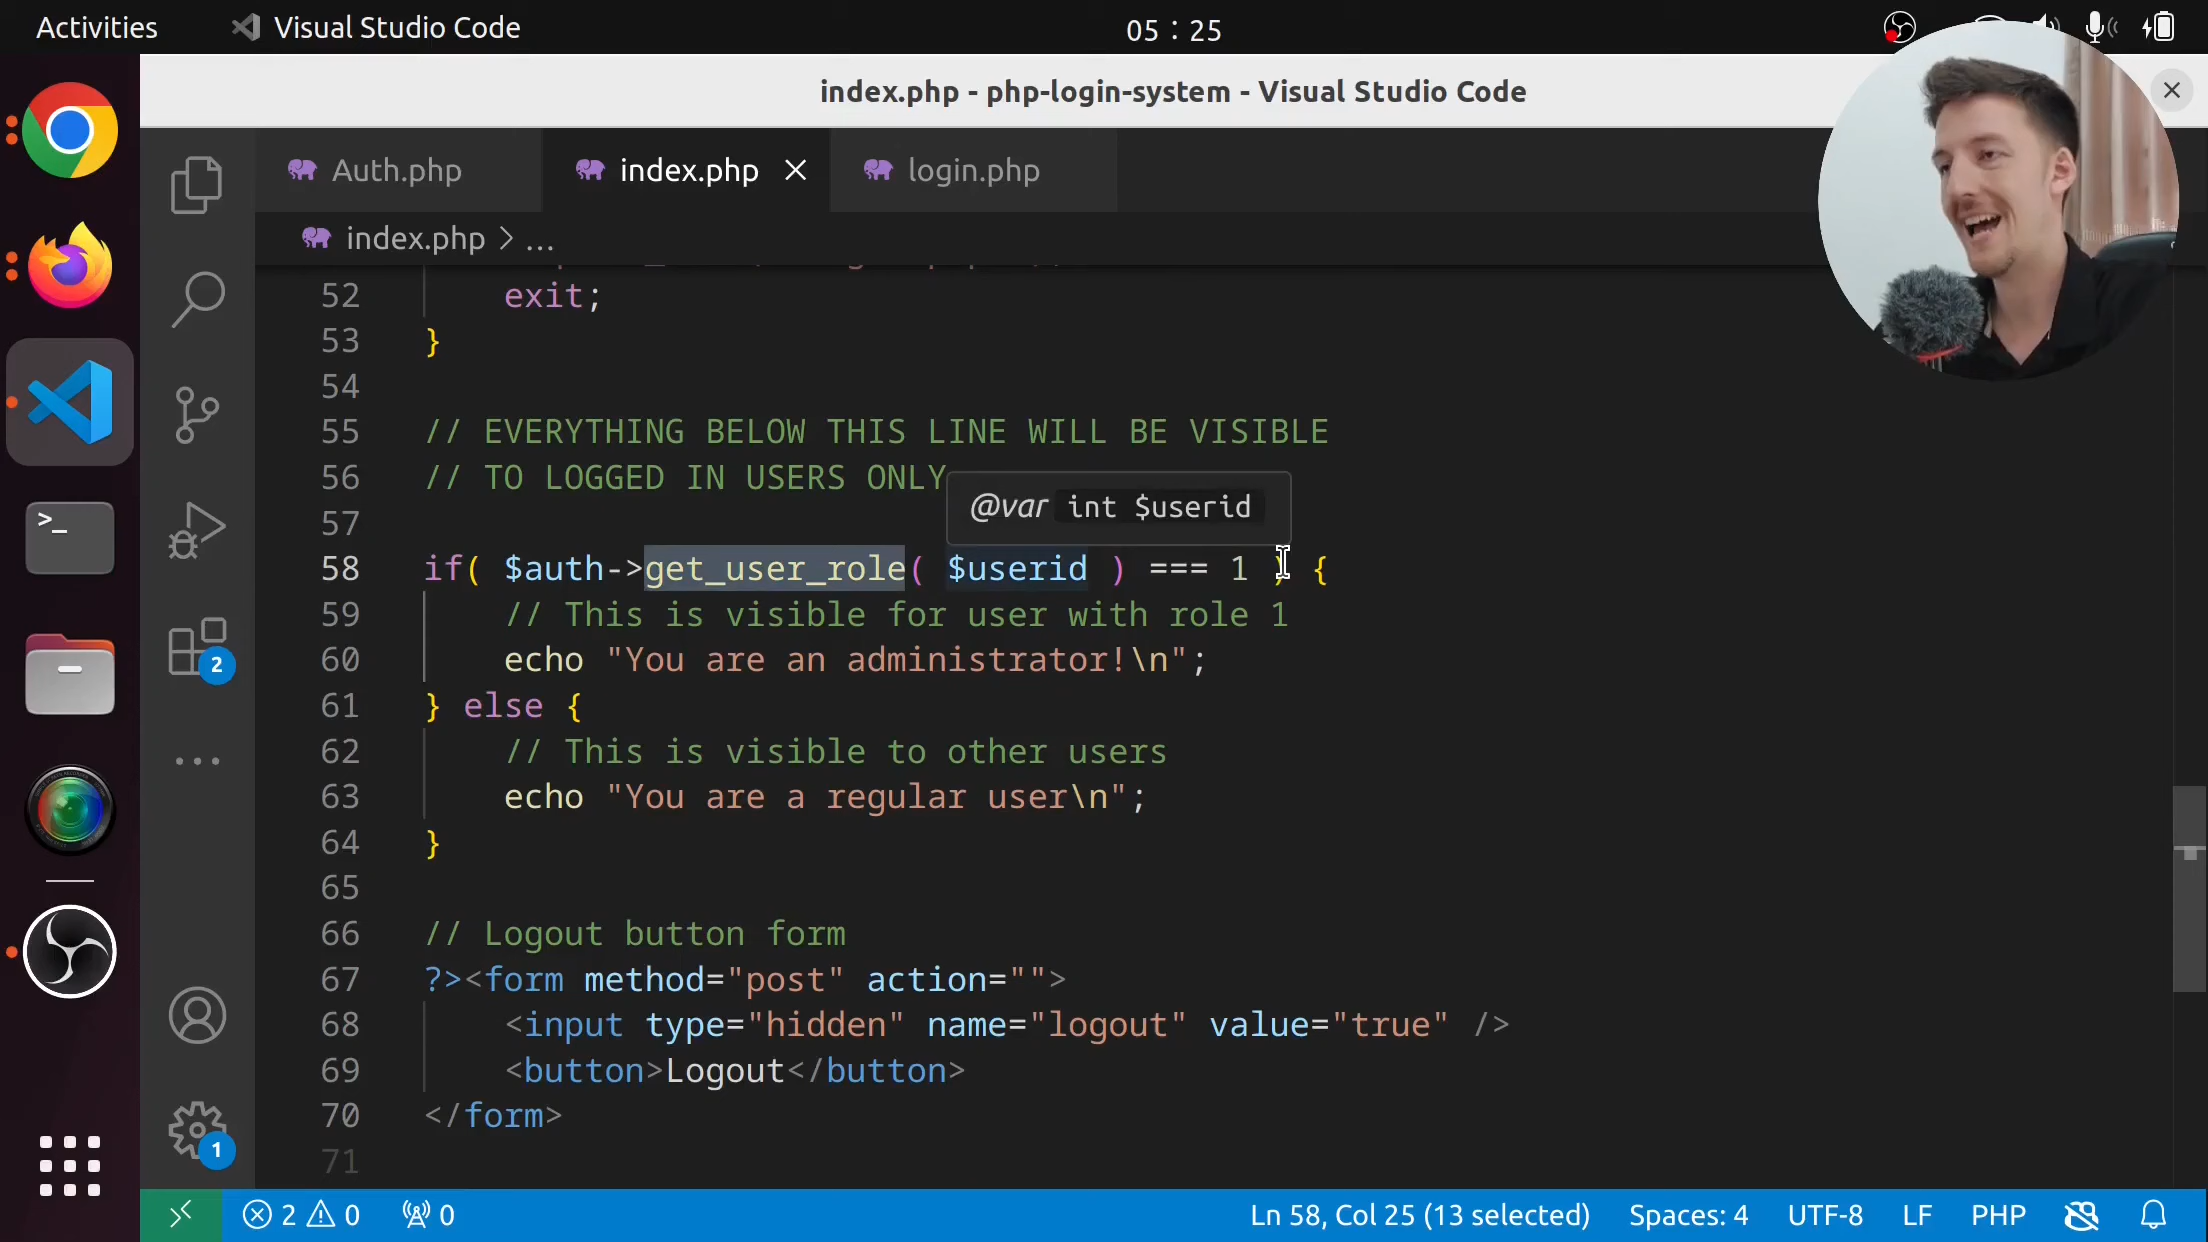 Activities
Visual Studio Code
05 : 25
index.php - php-login-system - Visual Studio Code
Auth.php
index.php
login.php
index.php > ...
52 exit;
53 }
54
55 // EVERYTHING BELOW THIS LINE WILL BE VISIBLE
56 // TO LOGGED IN USERS ONLY
@var int $userid
57
58 if( $auth->get_user_role( $userid ) === 1 ) {
59 // This is visible for user with role 1
60 echo "You are an administrator!\n";
61 } else {
62 // This is visible to other users
63 echo "You are a regular user\n";
64 }
65
66 // Logout button form
67 ?><form method="post" action="">
68 <input type="hidden" name="logout" value="true" />
69 <button>Logout</button>
70 </form>
71
2
1
2 0 0
Ln 58, Col 25 (13 selected)
Spaces: 4
UTF-8
LF
PHP